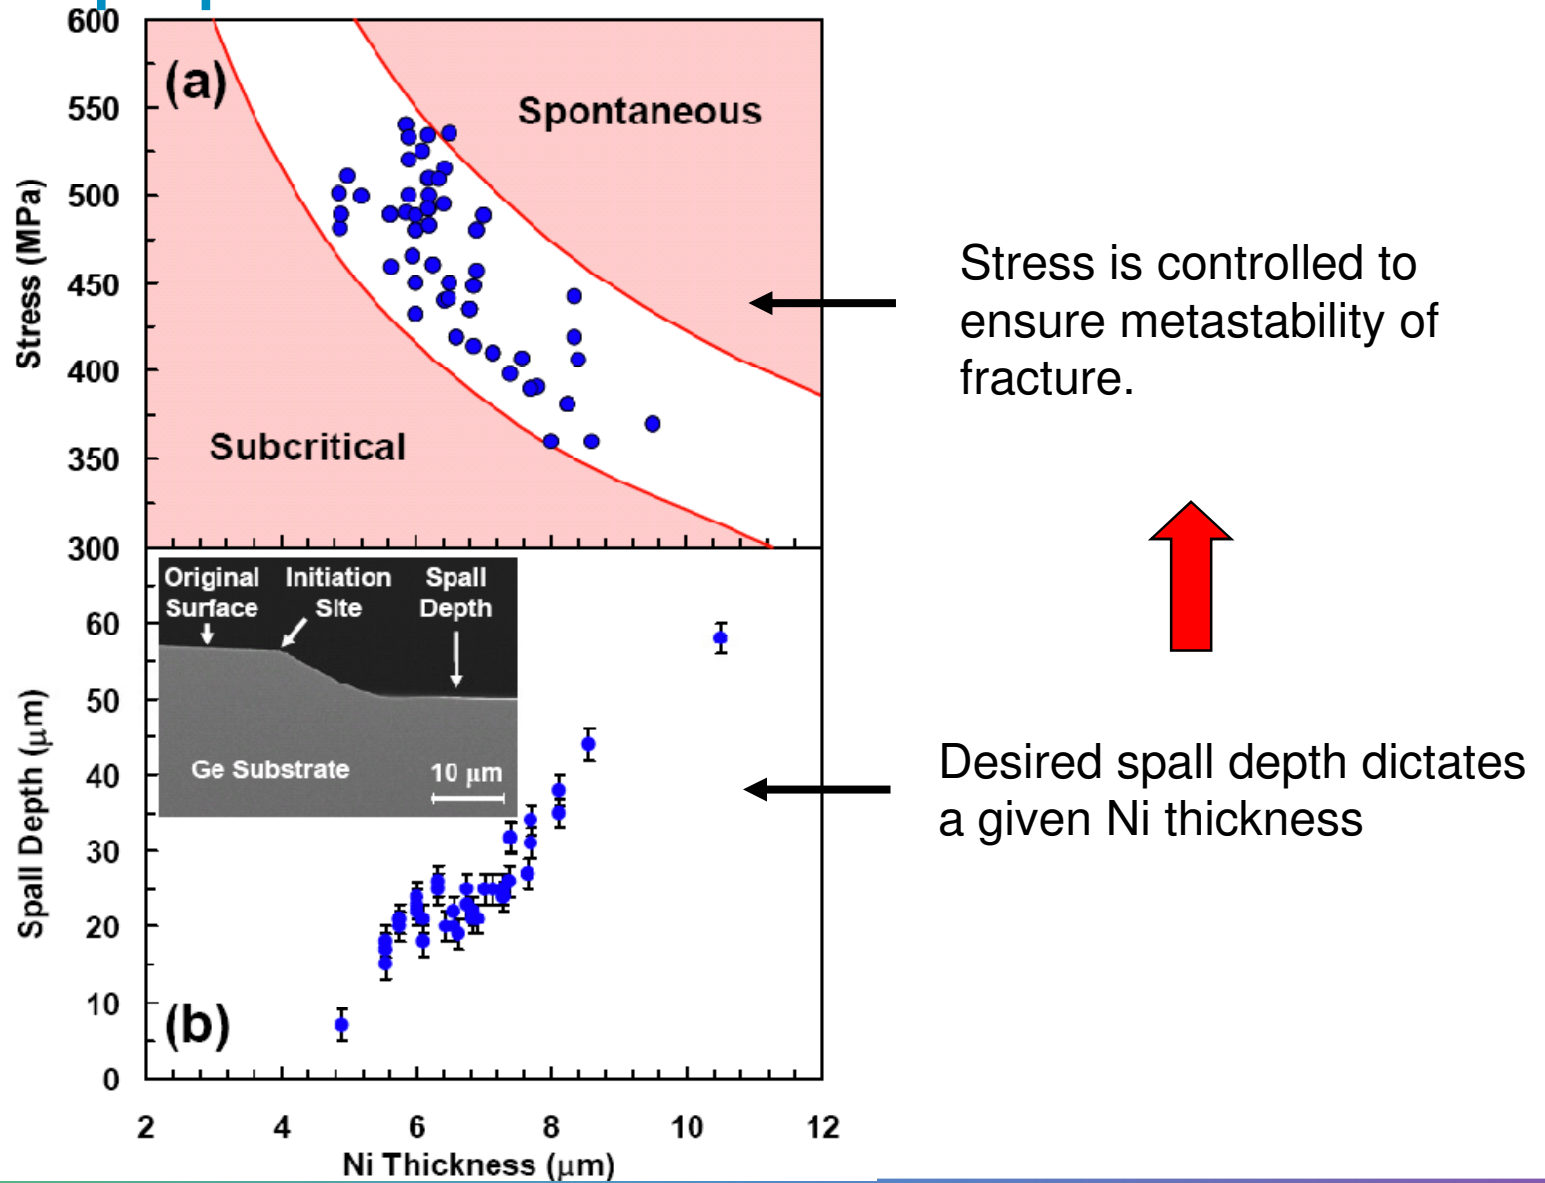 600
550
500
450
400
350
300
Stress (MPa)
(a)
Spontaneous
Subcritical
Stress is controlled to
ensure metastability of
fracture.
Original
Surface
Initiation
Site
Spall
Depth
Ge Substrate
10 μm
60
50
40
30
20
10
0
Spall Depth (μm)
(b)
Desired spall depth dictates
a given Ni thickness
2 4 6 8 10 12
Ni Thickness (μm)